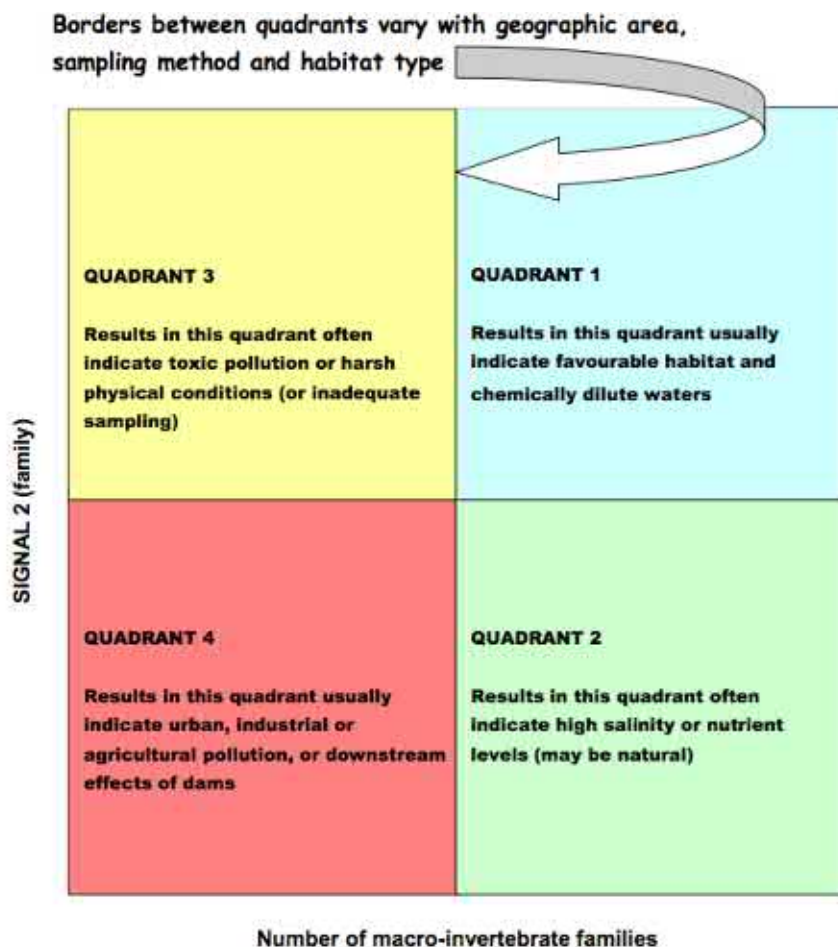 Borders between quadrants vary with geographic area,
sampling method and habitat type
QUADRANT 3
Results in this quadrant often
indicate toxic pollution or harsh
physical conditions (or inadequate
sampling)
QUADRANT 1
Results in this quadrant usually
indicate favourable habitat and
chemically dilute waters
SIGNAL 2 (family)
QUADRANT 4
Results in this quadrant usually
indicate urban, industrial or
agricultural pollution, or downstream
effects of dams
QUADRANT 2
Results in this quadrant often
indicate high salinity or nutrient
levels (may be natural)
Number of macro-invertebrate families